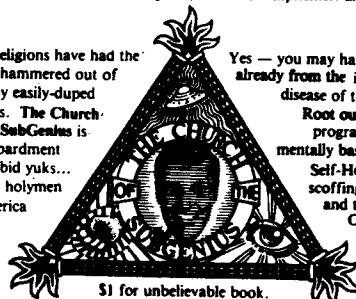 eligions have had the
hammered out of
y easily-duped
s. The Church
SubGenius is
bardment
bid yuks...
holymen
erica
Yes — you may ha
already from the i
disease of t
Root ou
progra
mentally bas
Self-He
scoffing
and t
THE CHURCH
OF THE
SUBGENIUS
$1 for unbelievable book.